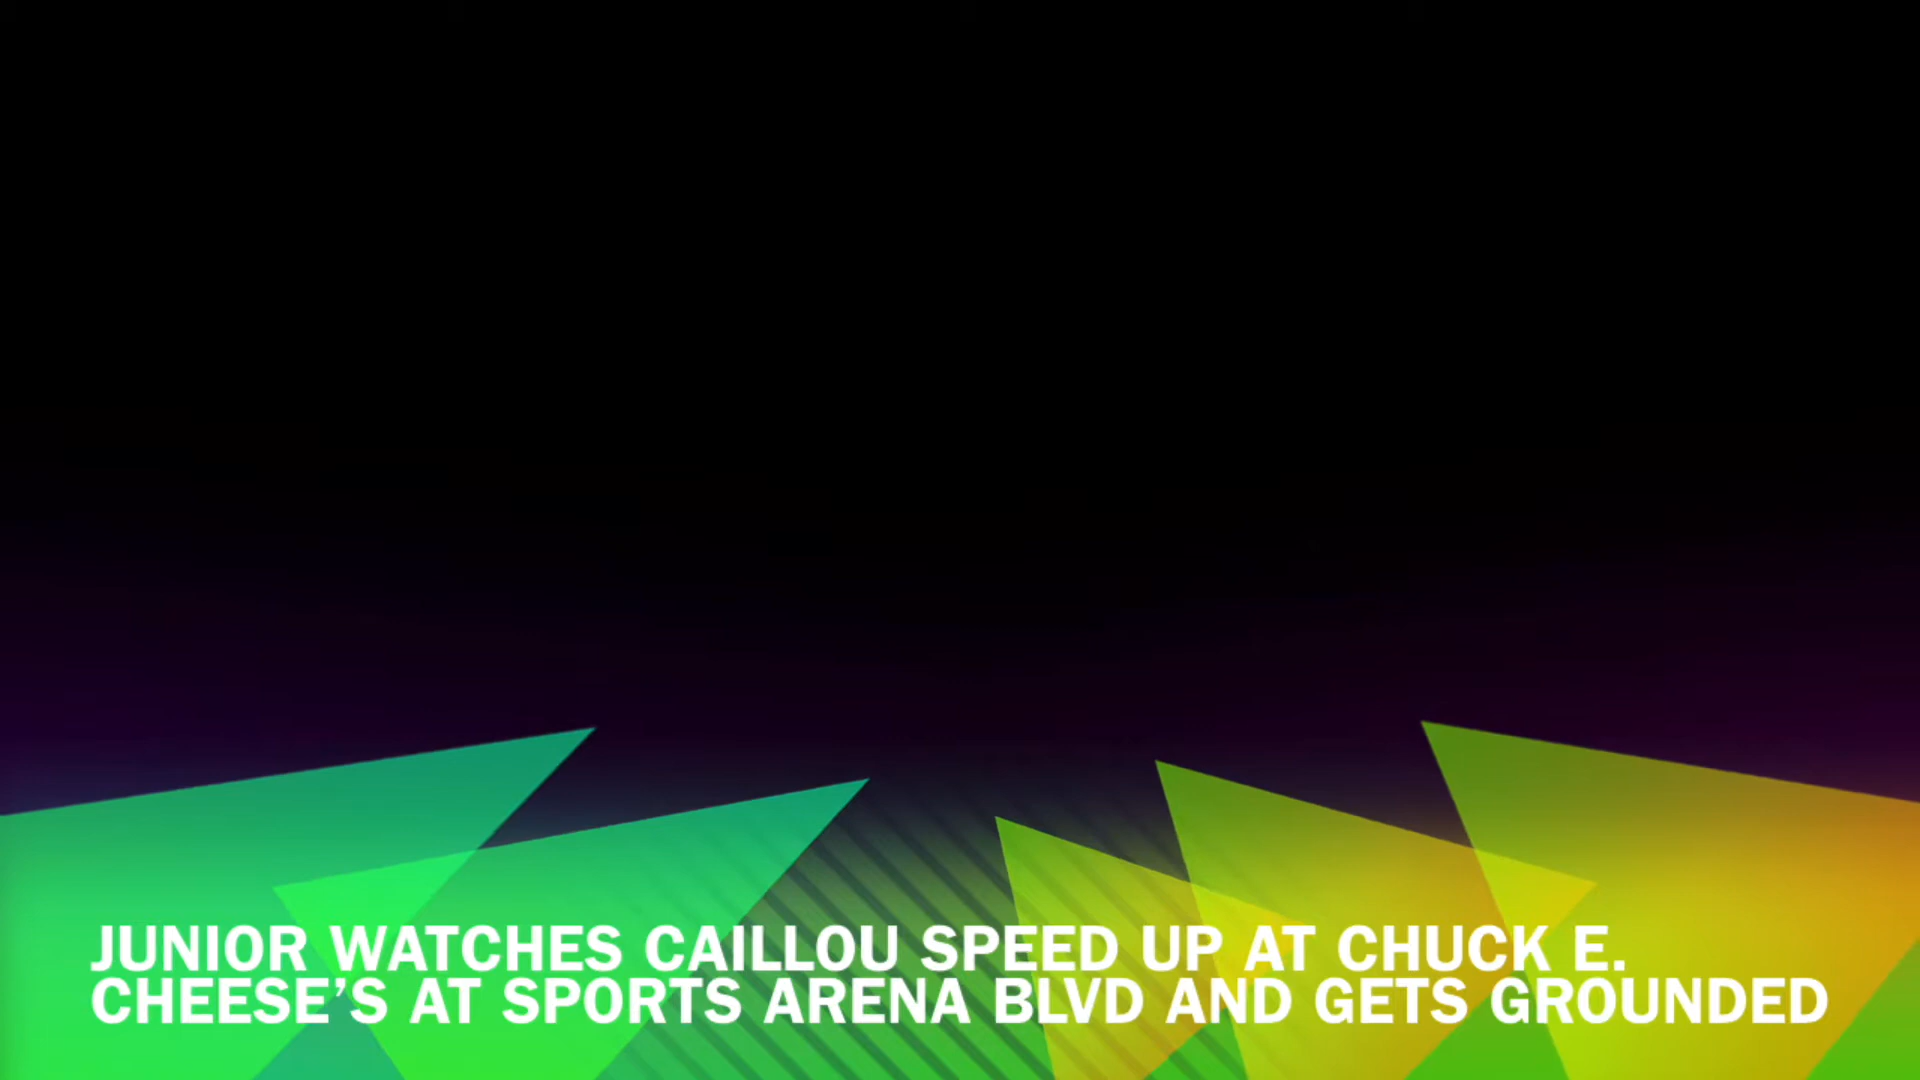 JUNIOR WATCHES CAILLOU SPEED UP AT CHUCK E.
CHEESE’S AT SPORTS ARENA BLVD AND GETS GROUNDED